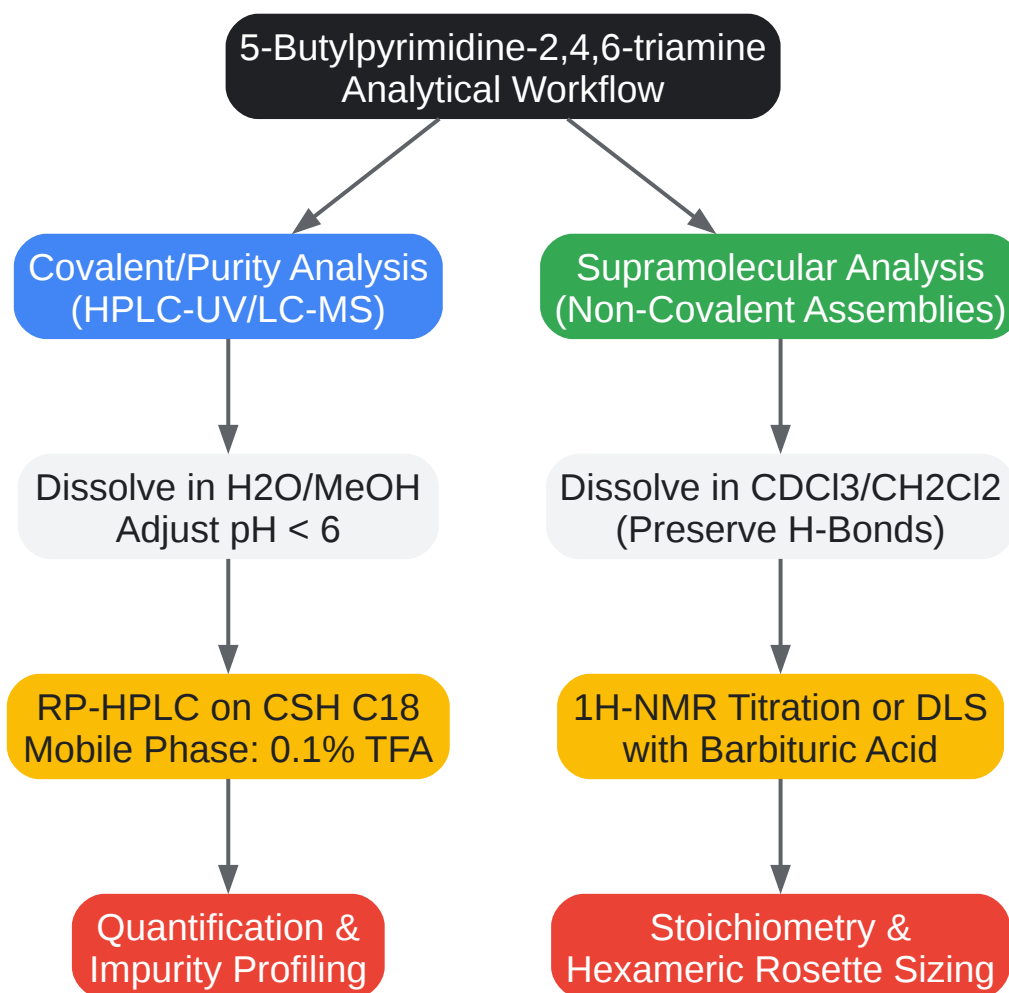 5-Butylpyrimidine-2,4,6-triamine
Analytical Workflow
Covalent/Purity Analysis
(HPLC-UV/LC-MS)
Supramolecular Analysis
(Non-Covalent Assemblies)
Dissolve in H2O/MeOH
Adjust pH < 6
Dissolve in CDCl3/CH2Cl2
(Preserve H-Bonds)
RP-HPLC on CSH C18
Mobile Phase: 0.1% TFA
1H-NMR Titration or DLS
with Barbituric Acid
Quantification &
Impurity Profiling
Stoichiometry &
Hexameric Rosette Sizing